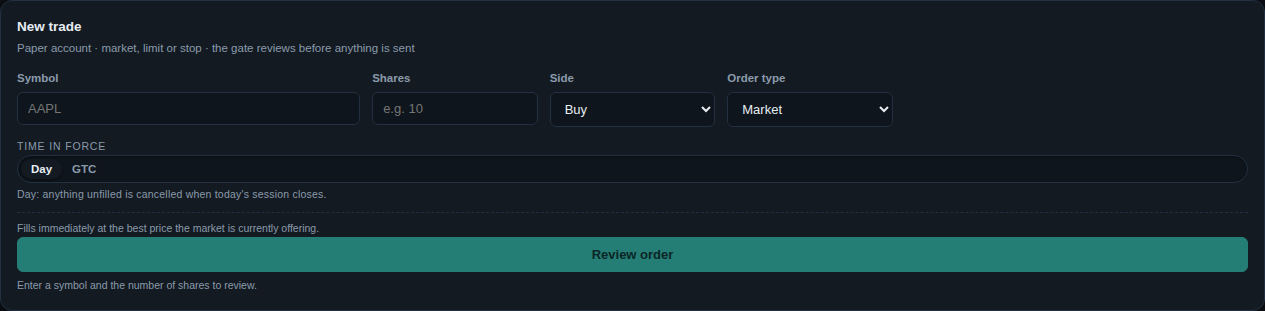 New trade
Paper account · market, limit or stop · the gate reviews before anything is sent
Symbol Shares Side Order type
AAPL e.g. 10 Buy Market
TIME IN FORCE
Day GTC
Day: anything unfilled is cancelled when today's session closes.
Fills immediately at the best price the market is currently offering.
Review order
Enter a symbol and the number of shares to review.